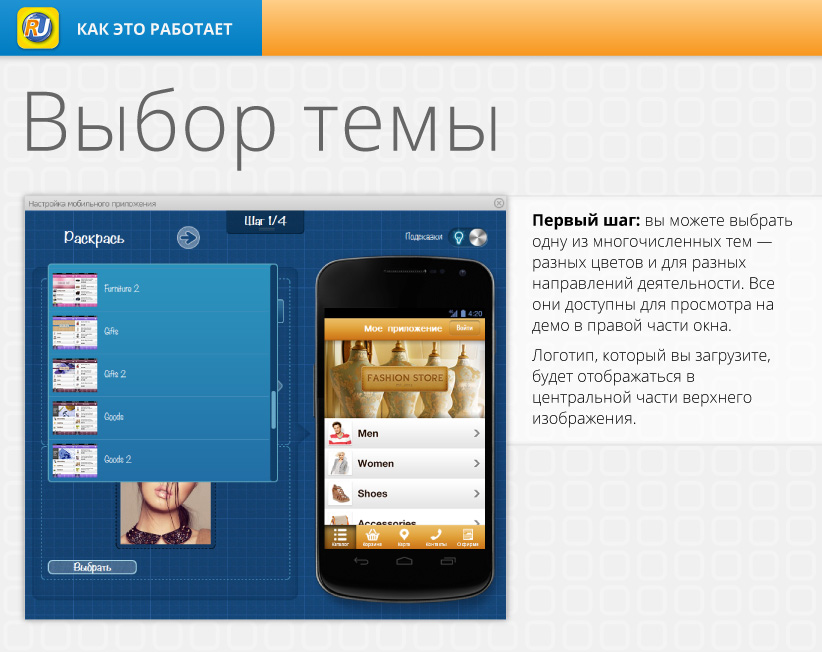 RU
КАК ЭТО РАБОТАЕТ
Выбор темы
Настройка мобильного приложения
Шаг 1/4
Раскрась
Подсказки
Furniture 2
Gifts
Gifts 2
Goods
Goods 2
Выбрать
4:20
Мое приложение
Войти
FASHION STORE
Men
Women
Shoes
Accessories
Каталог
Корзина
Карта
Контакты
О фирме
Первый шаг: вы можете выбрать
одну из многочисленных тем —
разных цветов и для разных
направлений деятельности. Все
они доступны для просмотра на
демо в правой части окна.
Логотип, который вы загрузите,
будет отображаться в
центральной части верхнего
изображения.